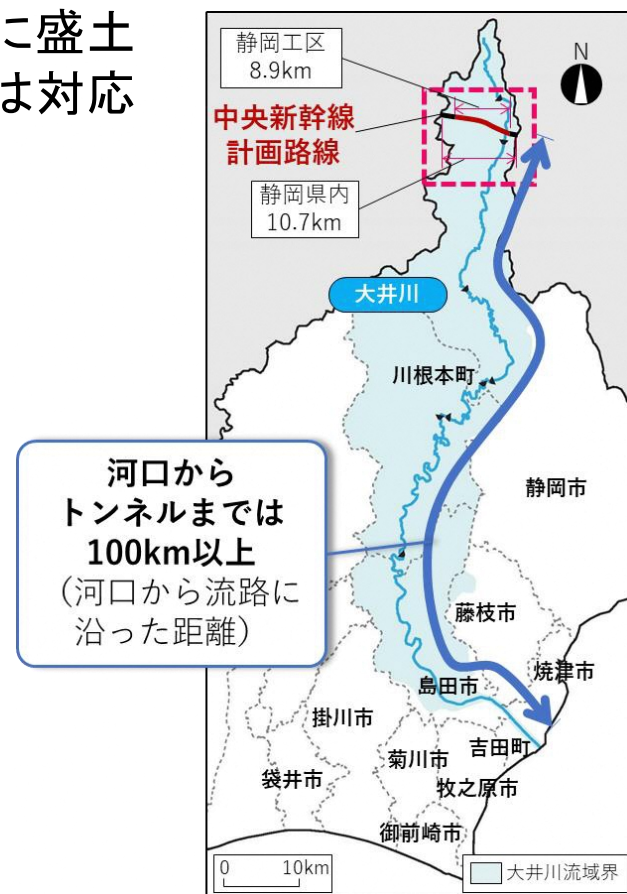 に盛土
は対応
静岡工区
8.9km
N
中央新幹線
計画路線
静岡県内
10.7km
大井川
川根本町
静岡市
河口から
トンネルまでは
100km以上
（河口から流路に
沿った距離）
藤枝市
焼津市
島田市
掛川市
吉田町
菊川市
袋井市
牧之原市
御前崎市
0 10km
大井川流域界